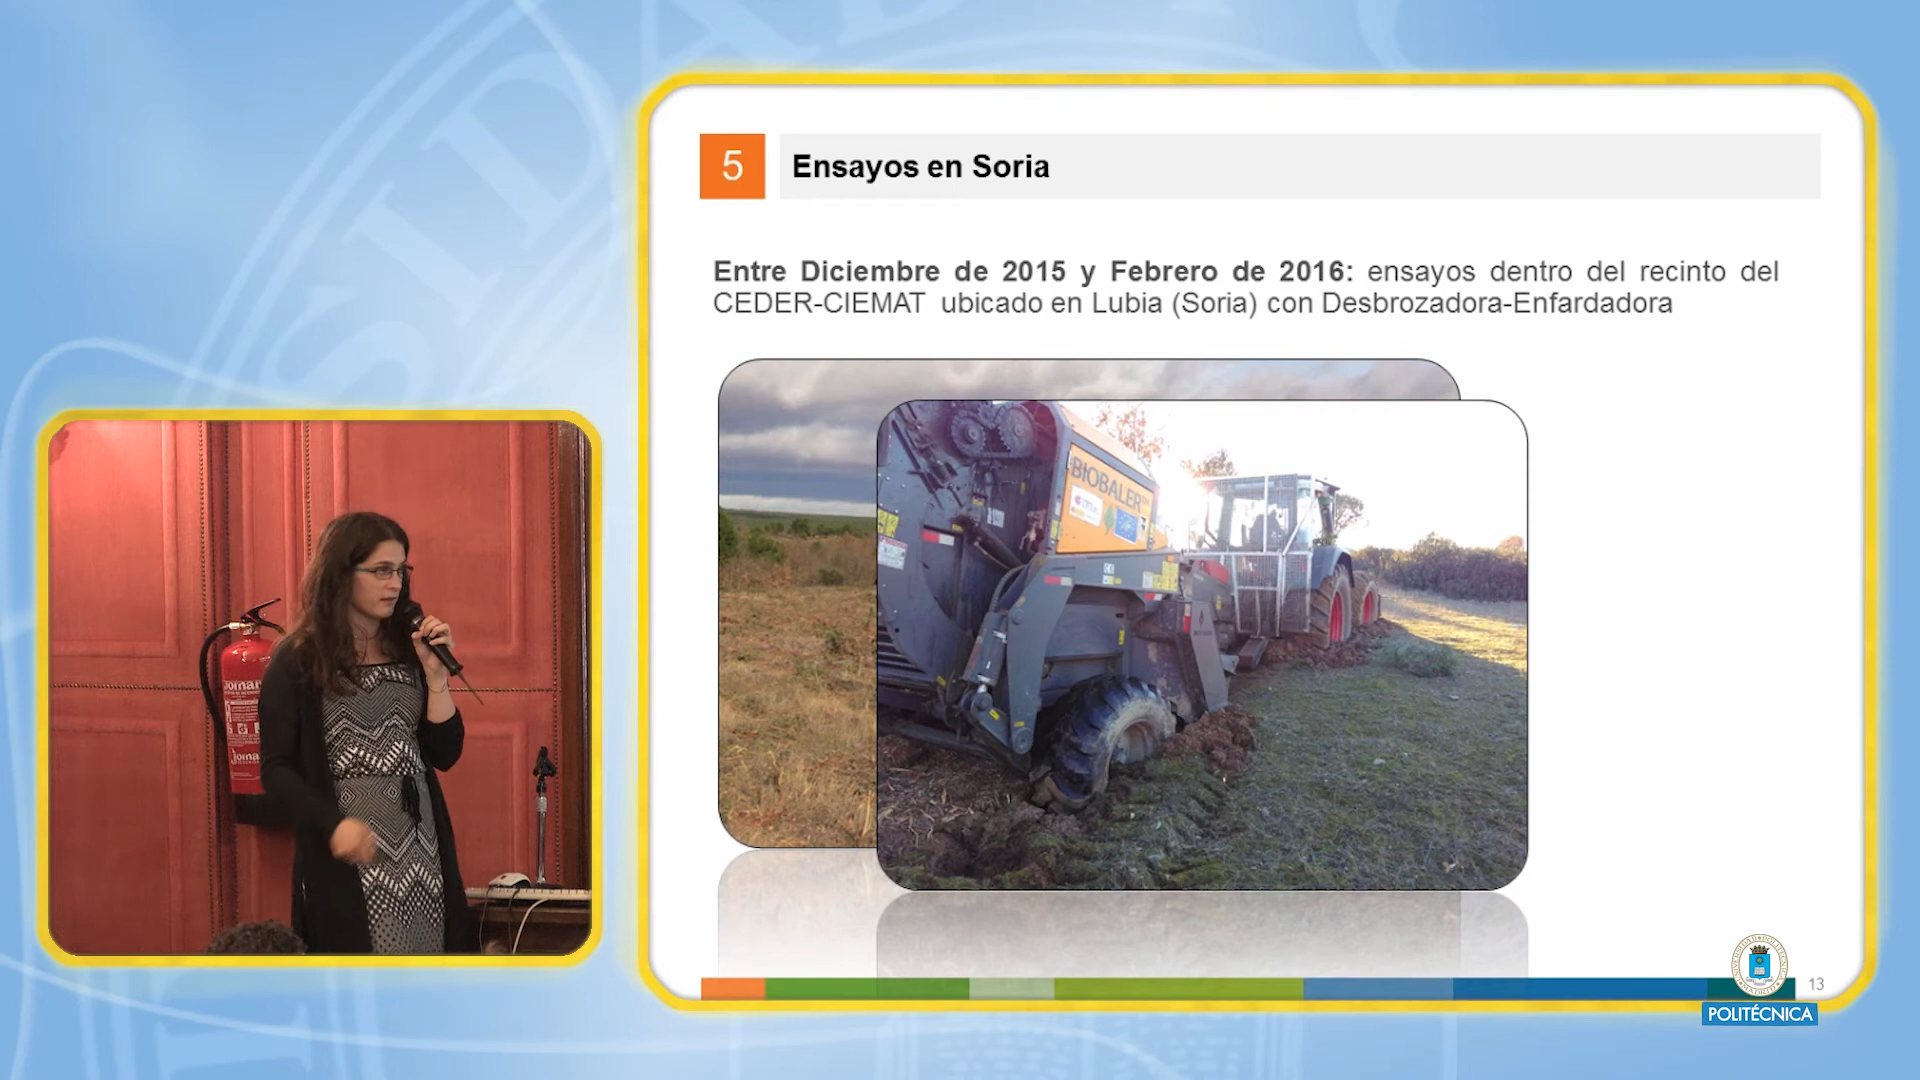 5
Ensayos en Soria
Entre Diciembre de 2015 y Febrero de 2016: ensayos dentro del recinto del
CEDER-CIEMAT ubicado en Lubia (Soria) con Desbrozadora-Enfardadora
BIOBALER
13
POLITÉCNICA